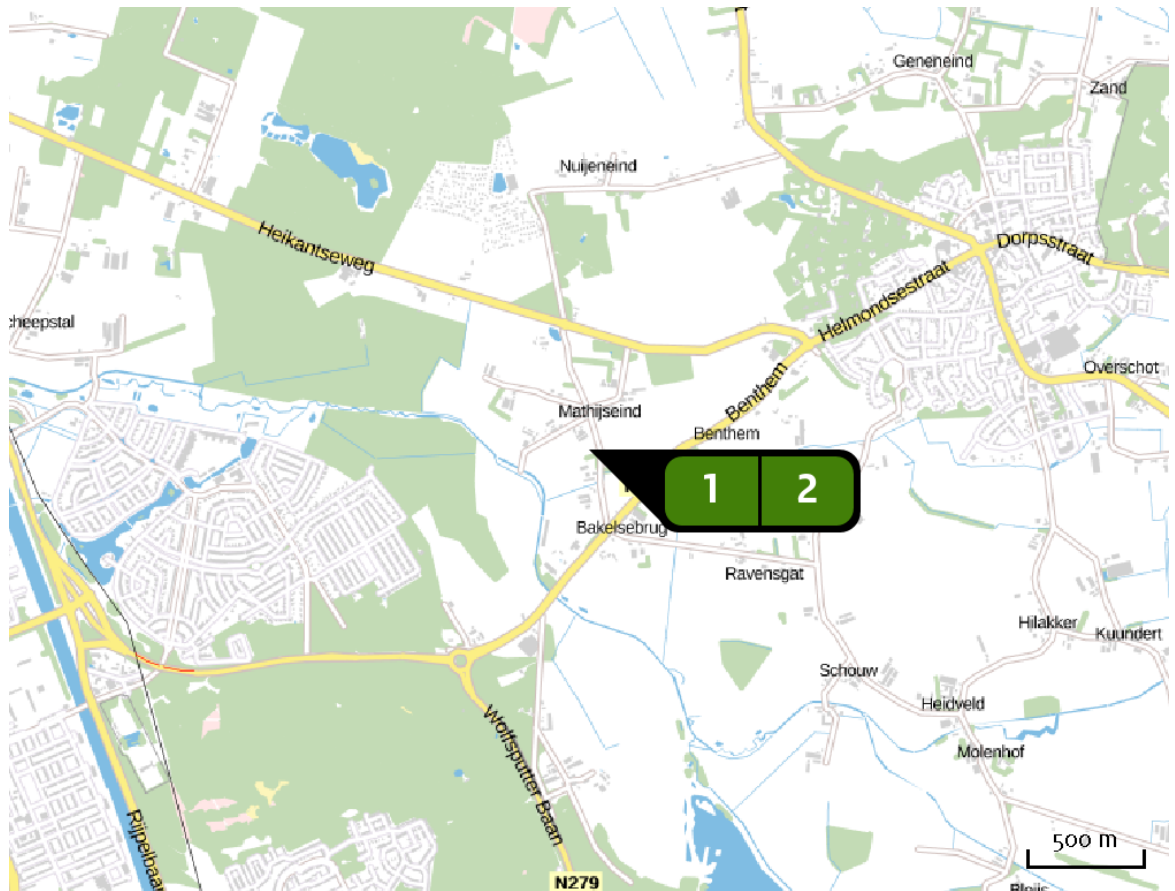 Geneneind
Zand
Nuijeneind
Heikantseweg
Dorpsstraat
Helmondsestraat
cheepstal
Overschot
Benthem
Mathijseind
Benthem
1 2
Bakelsebrug
Ravensgat
Hilakker
Kuundert
Schouw
Heidveld
Wolfsputter Baan
Molenhof
Rijpelbaan
500 m
N279